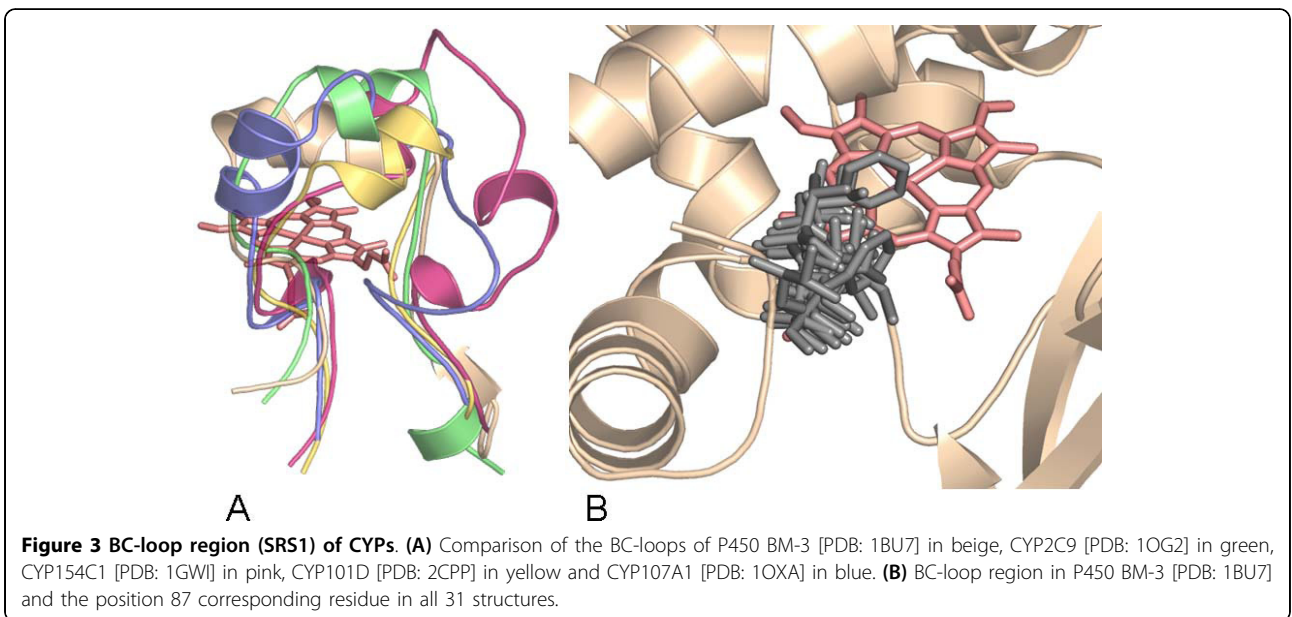 A
B
Figure 3 BC-loop region (SRS1) of CYPs. (A) Comparison of the BC-loops of P450 BM-3 [PDB: 1BU7] in beige, CYP2C9 [PDB: 1OG2] in green,
CYP154C1 [PDB: 1GWI] in pink, CYP101D [PDB: 2CPP] in yellow and CYP107A1 [PDB: 1OXA] in blue. (B) BC-loop region in P450 BM-3 [PDB: 1BU7]
and the position 87 corresponding residue in all 31 structures.